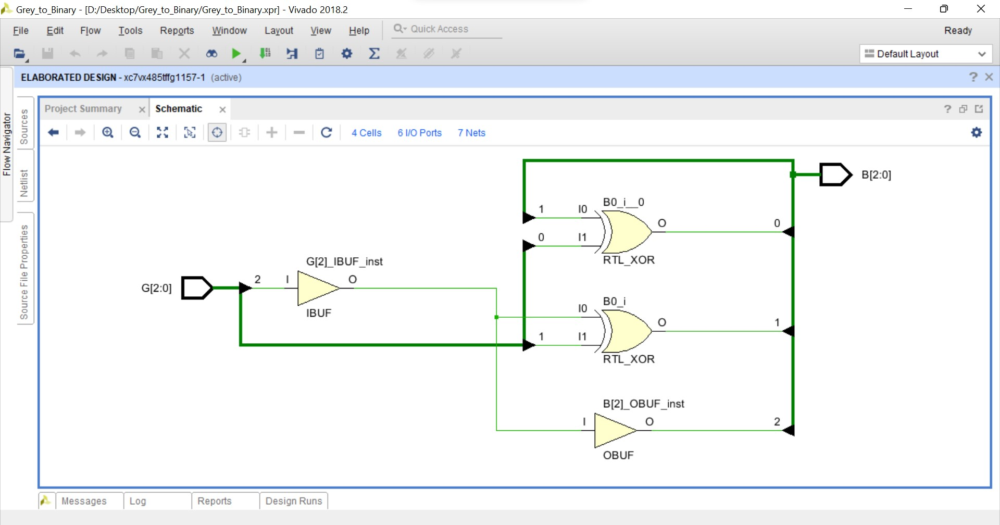 Grey_to_Binary - [D:/Desktop/Grey_to_Binary/Grey_to_Binary.xpr] - Vivado 2018.2
File Edit Flow Tools Reports Window Layout View Help Quick Access Ready
Default Layout
ELABORATED DESIGN - xc7vx485tffg1157-1 (active)
Flow Navigator
Sources
Netlist
Source File Properties
Project Summary Schematic
4 Cells 6 I/O Ports 7 Nets
B[2:0]
B0_i__0
1 I0
O 0
0 I1
RTL_XOR
G[2]_IBUF_inst
G[2:0]
2 I O
IBUF
B0_i
I0
O 1
1 I1
RTL_XOR
B[2]_OBUF_inst
I O 2
OBUF
Messages Log Reports Design Runs